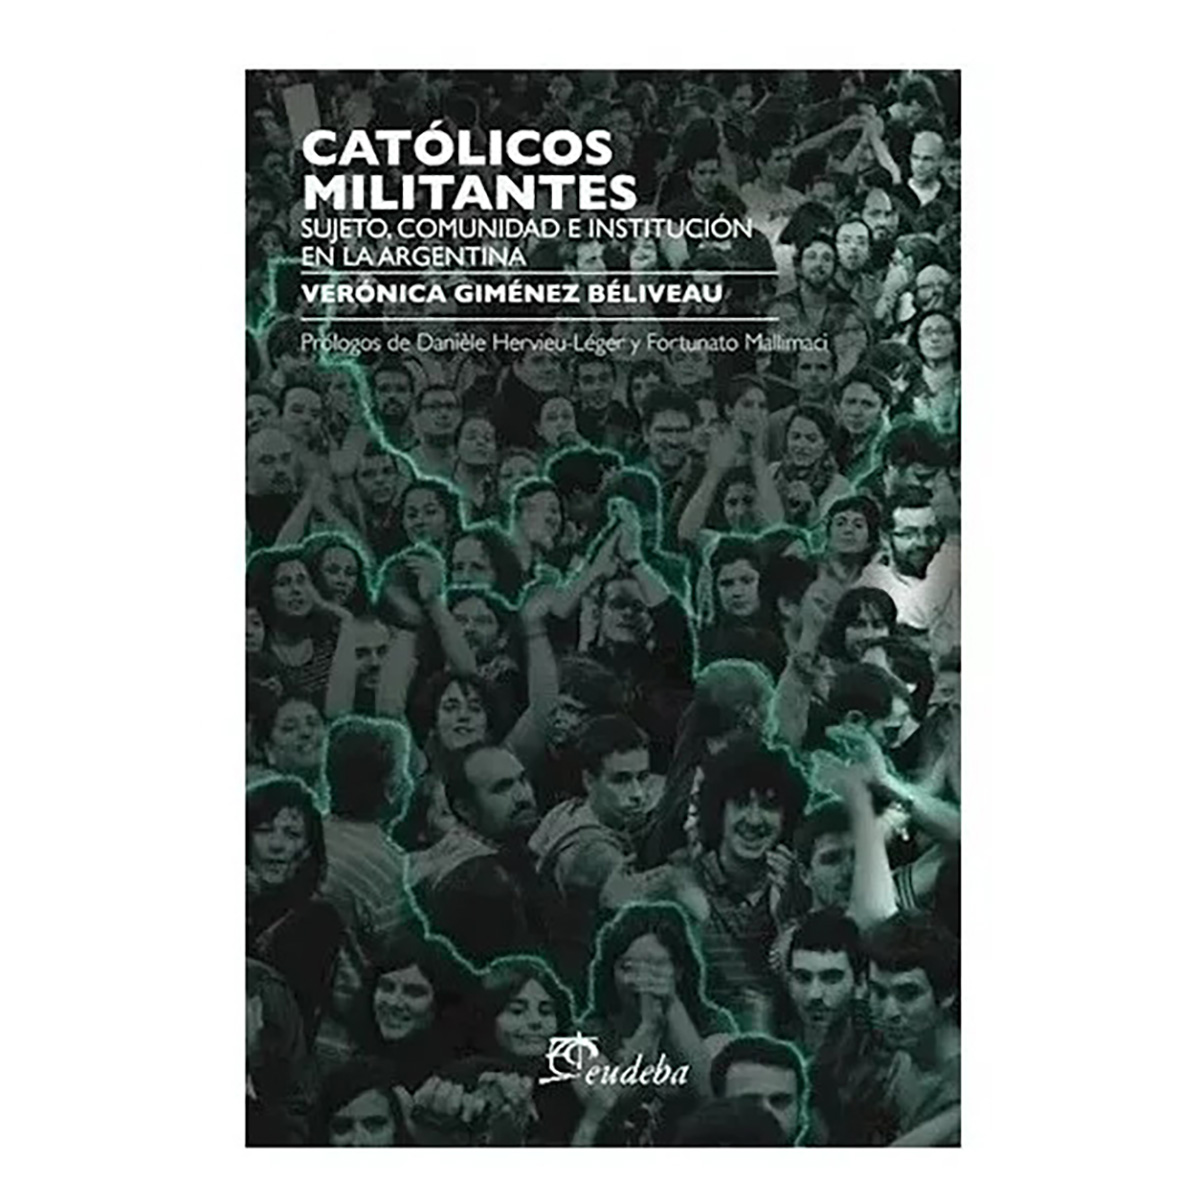 CATÓLICOS
MILITANTES
SUJETO, COMUNIDAD E INSTITUCIÓN
EN LA ARGENTINA
VERÓNICA GIMÉNEZ BÉLIVEAU
Prólogos de Danièle Hervieu-Léger y Fortunato Mallimaci
eudeba